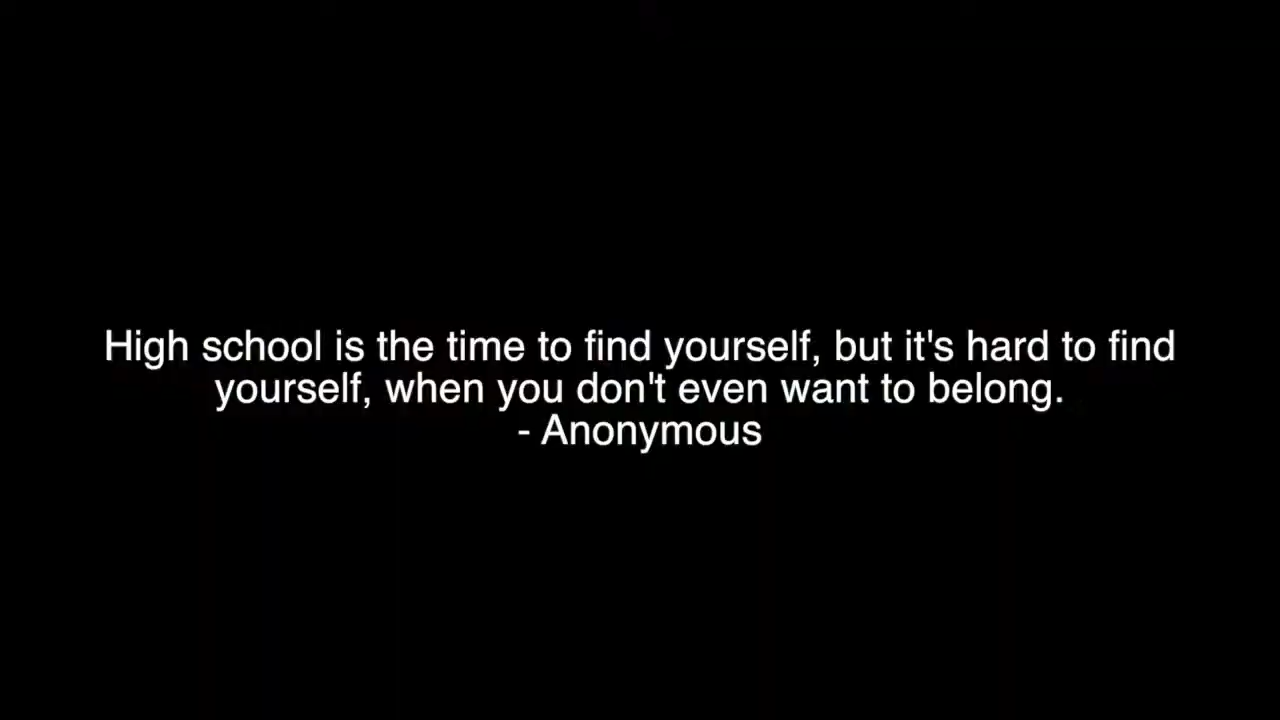 High school is the time to find yourself, but it's hard to find
yourself, when you don't even want to belong.
- Anonymous